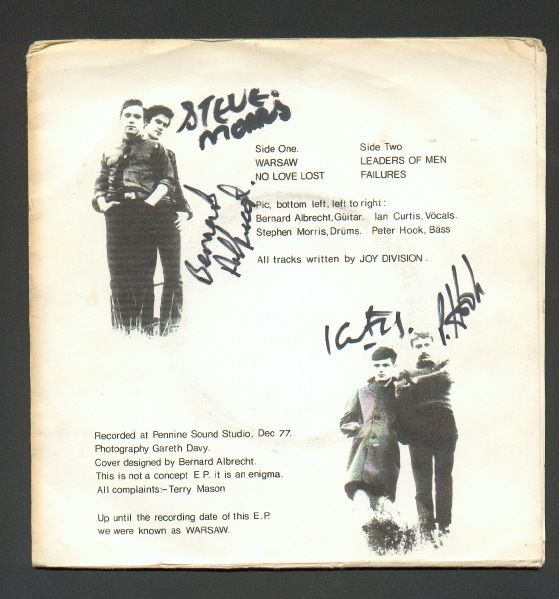 STEVE.
MORRIS
Side One.
WARSAW
NO LOVE LOST
Side Two
LEADERS OF MEN
FAILURES
Bernard
Albrecht.
Pic, bottom left, left to right:
Bernard Albrecht,Guitar. Ian Curtis,Vocals.
Stephen Morris,Drums. Peter Hook, Bass
All tracks written by JOY DIVISION.
P. Hook
Recorded at Pennine Sound Studio, Dec 77.
Photography Gareth Davy.
Cover designed by Bernard Albrecht.
This is not a concept E P. it is an enigma.
All complaints:- Terry Mason
Up until the recording date of this E.P.
we were known as WARSAW.